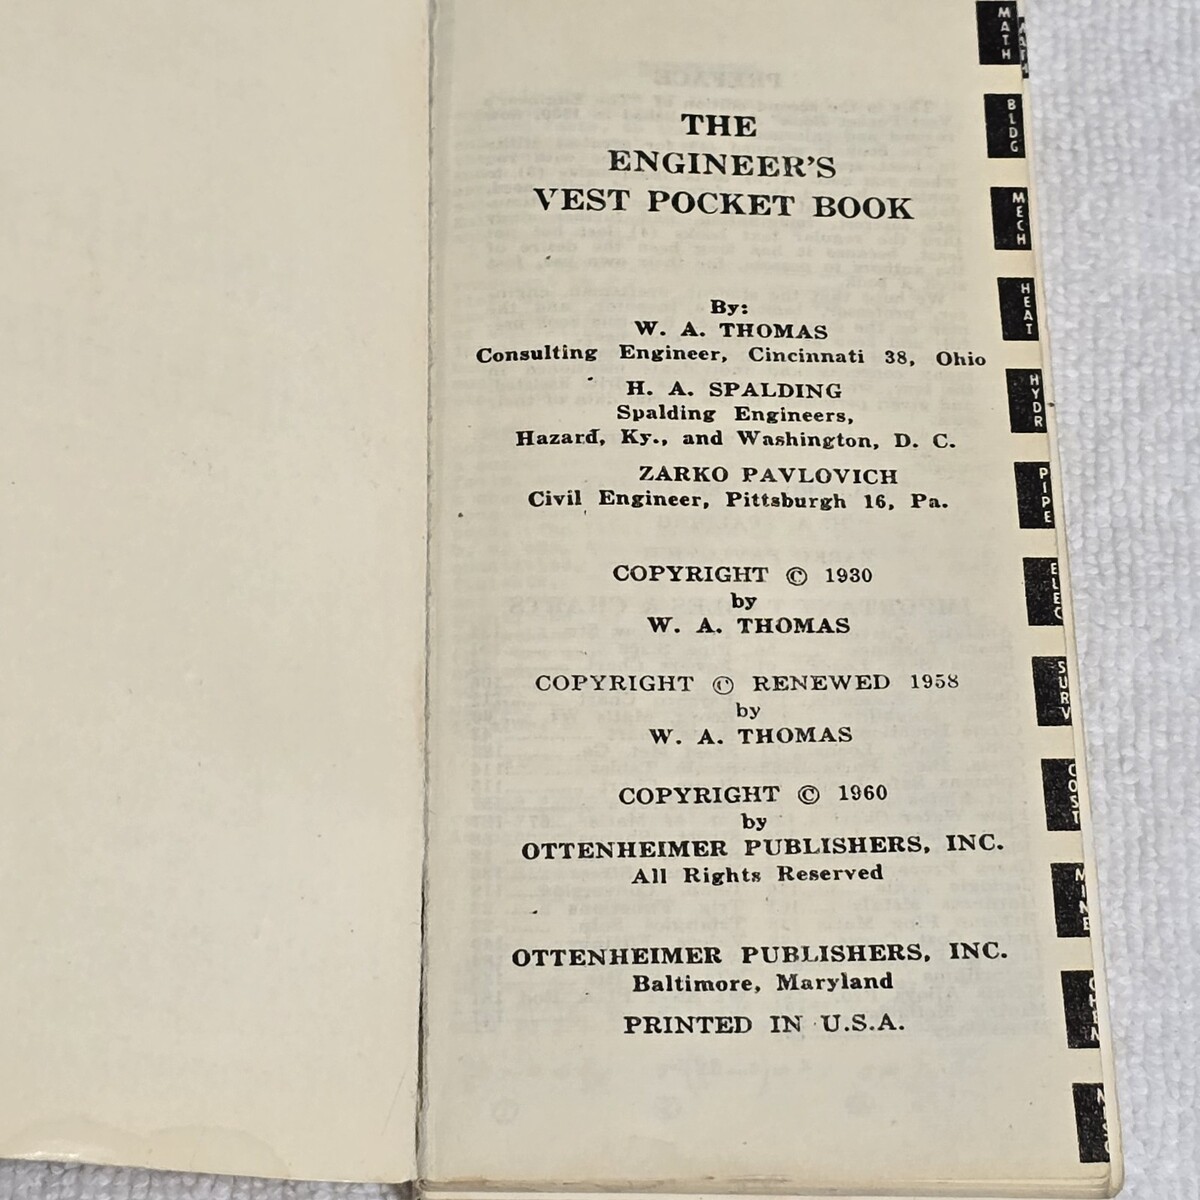 THE
ENGINEER'S
VEST POCKET BOOK
By:
W. A. THOMAS
Consulting Engineer, Cincinnati 38, Ohio
H. A. SPALDING
Spalding Engineers,
Hazard, Ky., and Washington, D. C.
ZARKO PAVLOVICH
Civil Engineer, Pittsburgh 16, Pa.
COPYRIGHT © 1930
by
W. A. THOMAS
COPYRIGHT © RENEWED 1958
by
W. A. THOMAS
COPYRIGHT © 1960
by
OTTENHEIMER PUBLISHERS, INC.
All Rights Reserved
OTTENHEIMER PUBLISHERS, INC.
Baltimore, Maryland
PRINTED IN U.S.A.
MATH
BLDG
MECH
HEAT
HYDR
PIPE
ELEC
SURV
COST
MINE